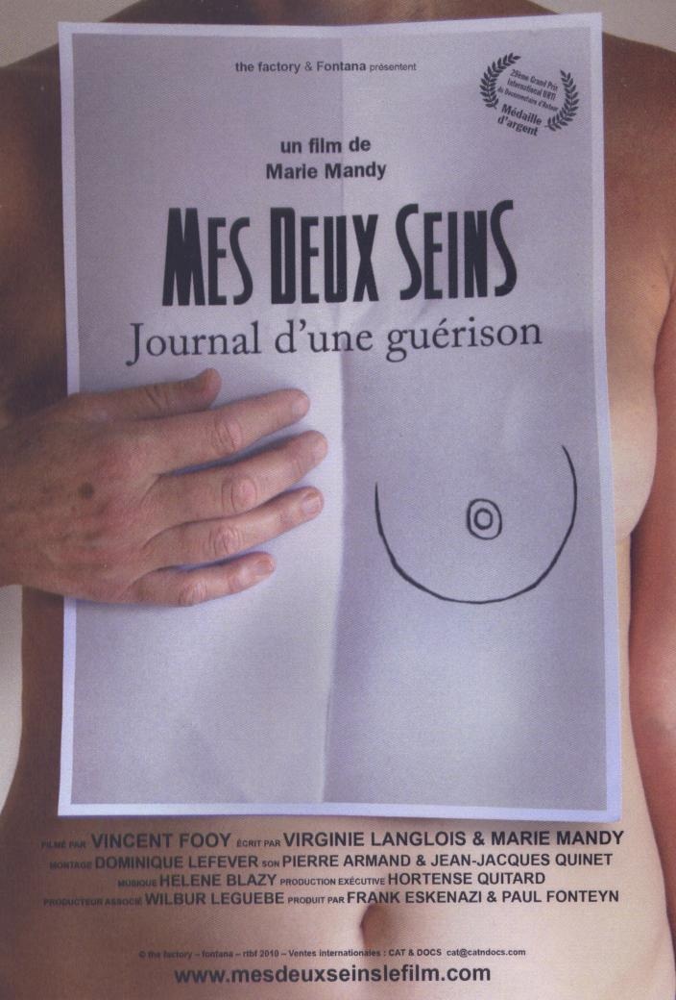 the factory & Fontana présentent
29ème Grand Prix
International URTI
du Documentaire d'Auteur
Médaille
d'argent
un film de
Marie Mandy
MES DEUX SEINS
Journal d'une guérison
FILMÉ PAR VINCENT FOOY ÉCRIT PAR VIRGINIE LANGLOIS & MARIE MANDY
MONTAGE DOMINIQUE LEFEVER SON PIERRE ARMAND & JEAN-JACQUES QUINET
MUSIQUE HELENE BLAZY PRODUCTION EXÉCUTIVE HORTENSE QUITARD
PRODUCTEUR ASSOCIÉ WILBUR LEGUEBE PRODUIT PAR FRANK ESKENAZI & PAUL FONTEYN
© the factory – fontana – rtbf 2010 – Ventes internationales : CAT & DOCS cat@catndocs.com
www.mesdeuxseinslefilm.com